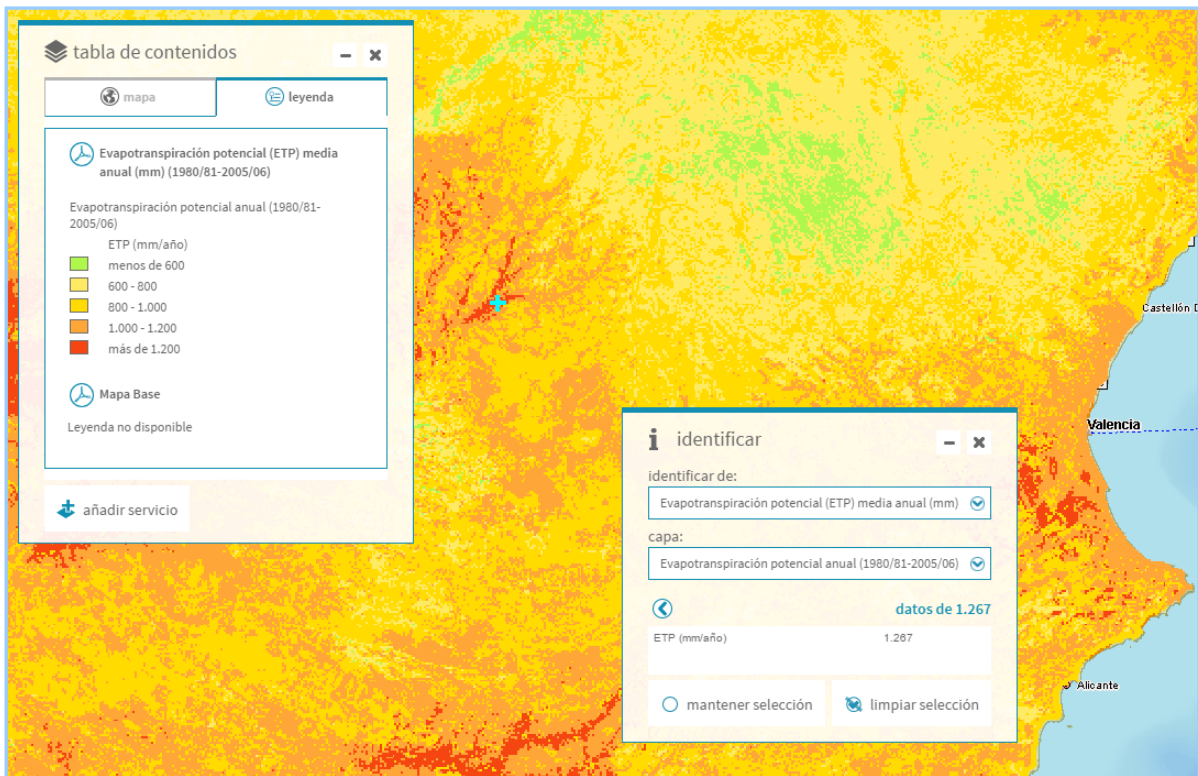 tabla de contenidos
mapa
leyenda
Evapotranspiración potencial (ETP) media
anual (mm) (1980/81-2005/06)
Evapotranspiración potencial anual (1980/81-
2005/06)
ETP (mm/año)
menos de 600
600 - 800
800 - 1.000
1.000 - 1.200
más de 1.200
Mapa Base
Leyenda no disponible
añadir servicio
Castellón D
Valencia
Alicante
identificar
identificar de:
Evapotranspiración potencial (ETP) media anual (mm)
capa:
Evapotranspiración potencial anual (1980/81-2005/06)
datos de 1.267
ETP (mm/año) 1.267
mantener selección
limpiar selección